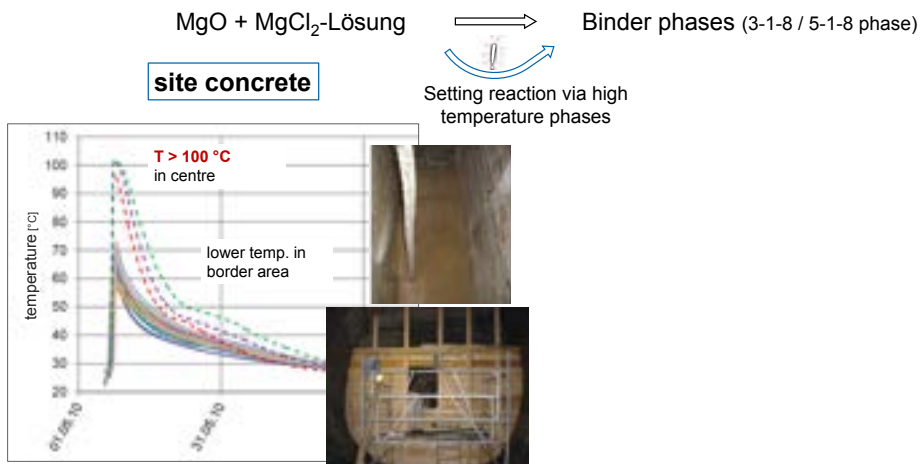 MgO + MgCl₂-Lösung
Binder phases (3-1-8 / 5-1-8 phase)
site concrete
Setting reaction via high
temperature phases
110
100
90
80
70
60
50
40
30
20
temperature [°C]
T > 100 °C
in centre
lower temp. in
border area
01.06.10
31.06.10